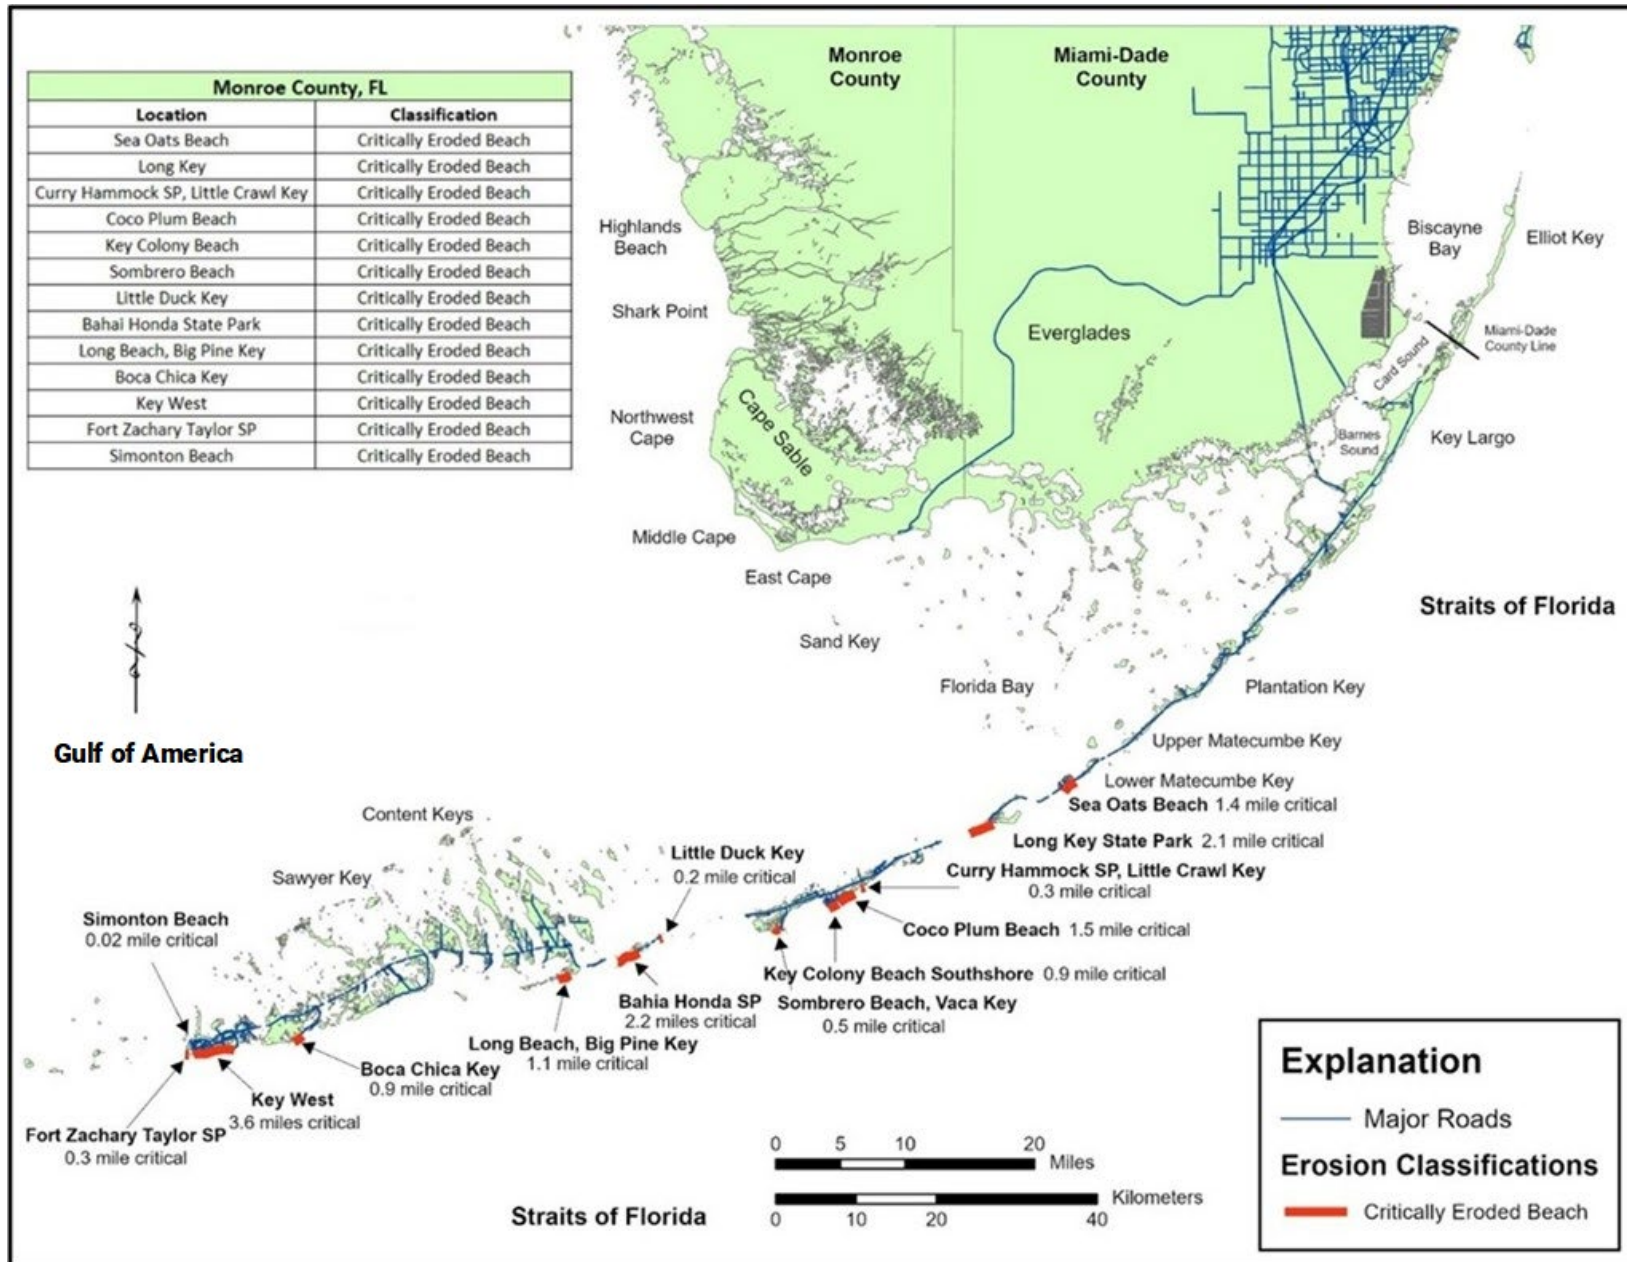 Monroe County, FL
Location Classification
Sea Oats Beach Critically Eroded Beach
Long Key Critically Eroded Beach
Curry Hammock SP, Little Crawl Key Critically Eroded Beach
Coco Plum Beach Critically Eroded Beach
Key Colony Beach Critically Eroded Beach
Sombrero Beach Critically Eroded Beach
Little Duck Key Critically Eroded Beach
Bahai Honda State Park Critically Eroded Beach
Long Beach, Big Pine Key Critically Eroded Beach
Boca Chica Key Critically Eroded Beach
Key West Critically Eroded Beach
Fort Zachary Taylor SP Critically Eroded Beach
Simonton Beach Critically Eroded Beach
Monroe
County
Miami-Dade
County
Highlands
Beach
Biscayne
Bay
Elliot Key
Shark Point
Everglades
Miami-Dade
County Line
Card Sound
Northwest
Cape
Cape Sable
Barnes
Sound
Key Largo
Middle Cape
East Cape
Straits of Florida
Sand Key
Florida Bay
Plantation Key
Gulf of America
Upper Matecumbe Key
Lower Matecumbe Key
Sea Oats Beach 1.4 mile critical
Long Key State Park 2.1 mile critical
Content Keys
Little Duck Key
0.2 mile critical
Curry Hammock SP, Little Crawl Key
0.3 mile critical
Sawyer Key
Simonton Beach
0.02 mile critical
Coco Plum Beach 1.5 mile critical
Key Colony Beach Southshore 0.9 mile critical
Bahia Honda SP
2.2 miles critical
Sombrero Beach, Vaca Key
0.5 mile critical
Long Beach, Big Pine Key
1.1 mile critical
Boca Chica Key
0.9 mile critical
Key West
3.6 miles critical
Fort Zachary Taylor SP
0.3 mile critical
0 5 10 20
Miles
Kilometers
0 10 20 40
Straits of Florida
Explanation
Major Roads
Erosion Classifications
Critically Eroded Beach